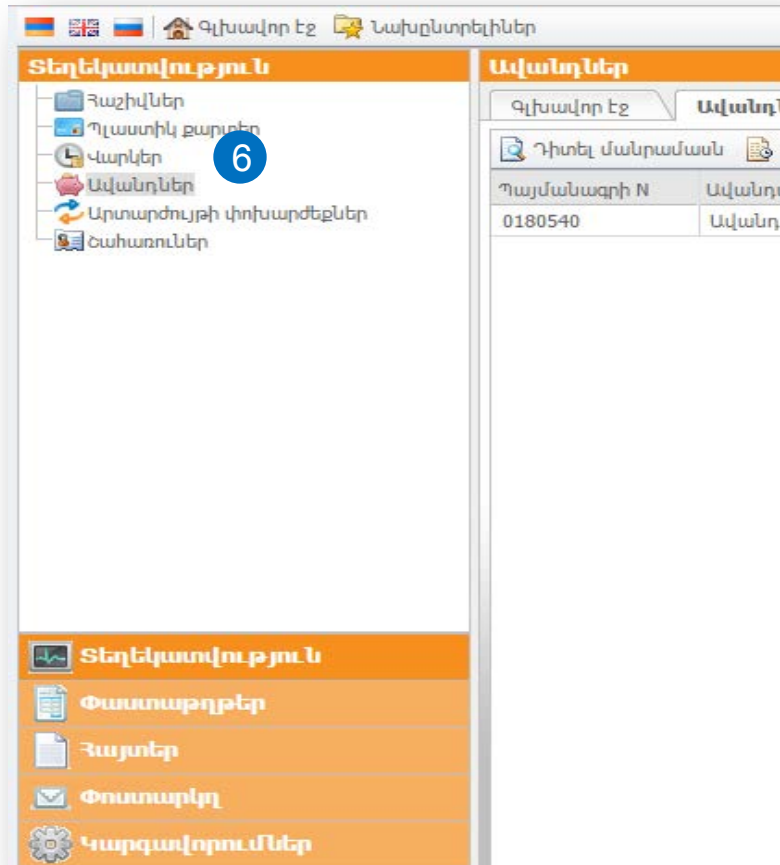 Գլխավոր էջ Նախընտրելիներ
Տեղեկատվություն
Հաշիվներ
Պլաստիկ քարտեր
Վարկեր
6
Ավանդներ
Արտարժույթի փոխարժեքներ
Շահառուներ
Տեղեկատվություն
Փաստաթղթեր
Հայտեր
Փոստարկղ
Կարգավորումներ
Ավանդներ
Գլխավոր էջ
Դիտել մանրամասն
Պայմանագրի N
0180540